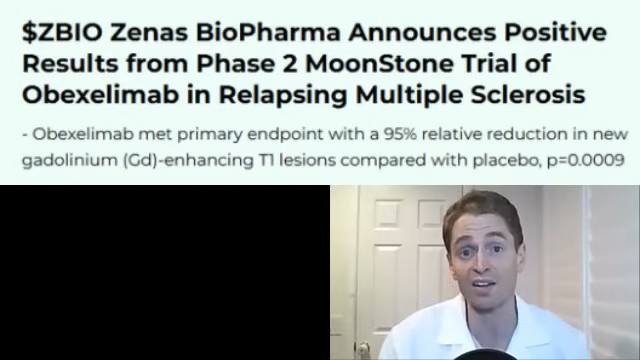 $ZBIO Zenas BioPharma Announces Positive
Results from Phase 2 MoonStone Trial of
Obexelimab in Relapsing Multiple Sclerosis
- Obexelimab met primary endpoint with a 95% relative reduction in new
gadolinium (Gd)-enhancing T1 lesions compared with placebo, p=0.0009